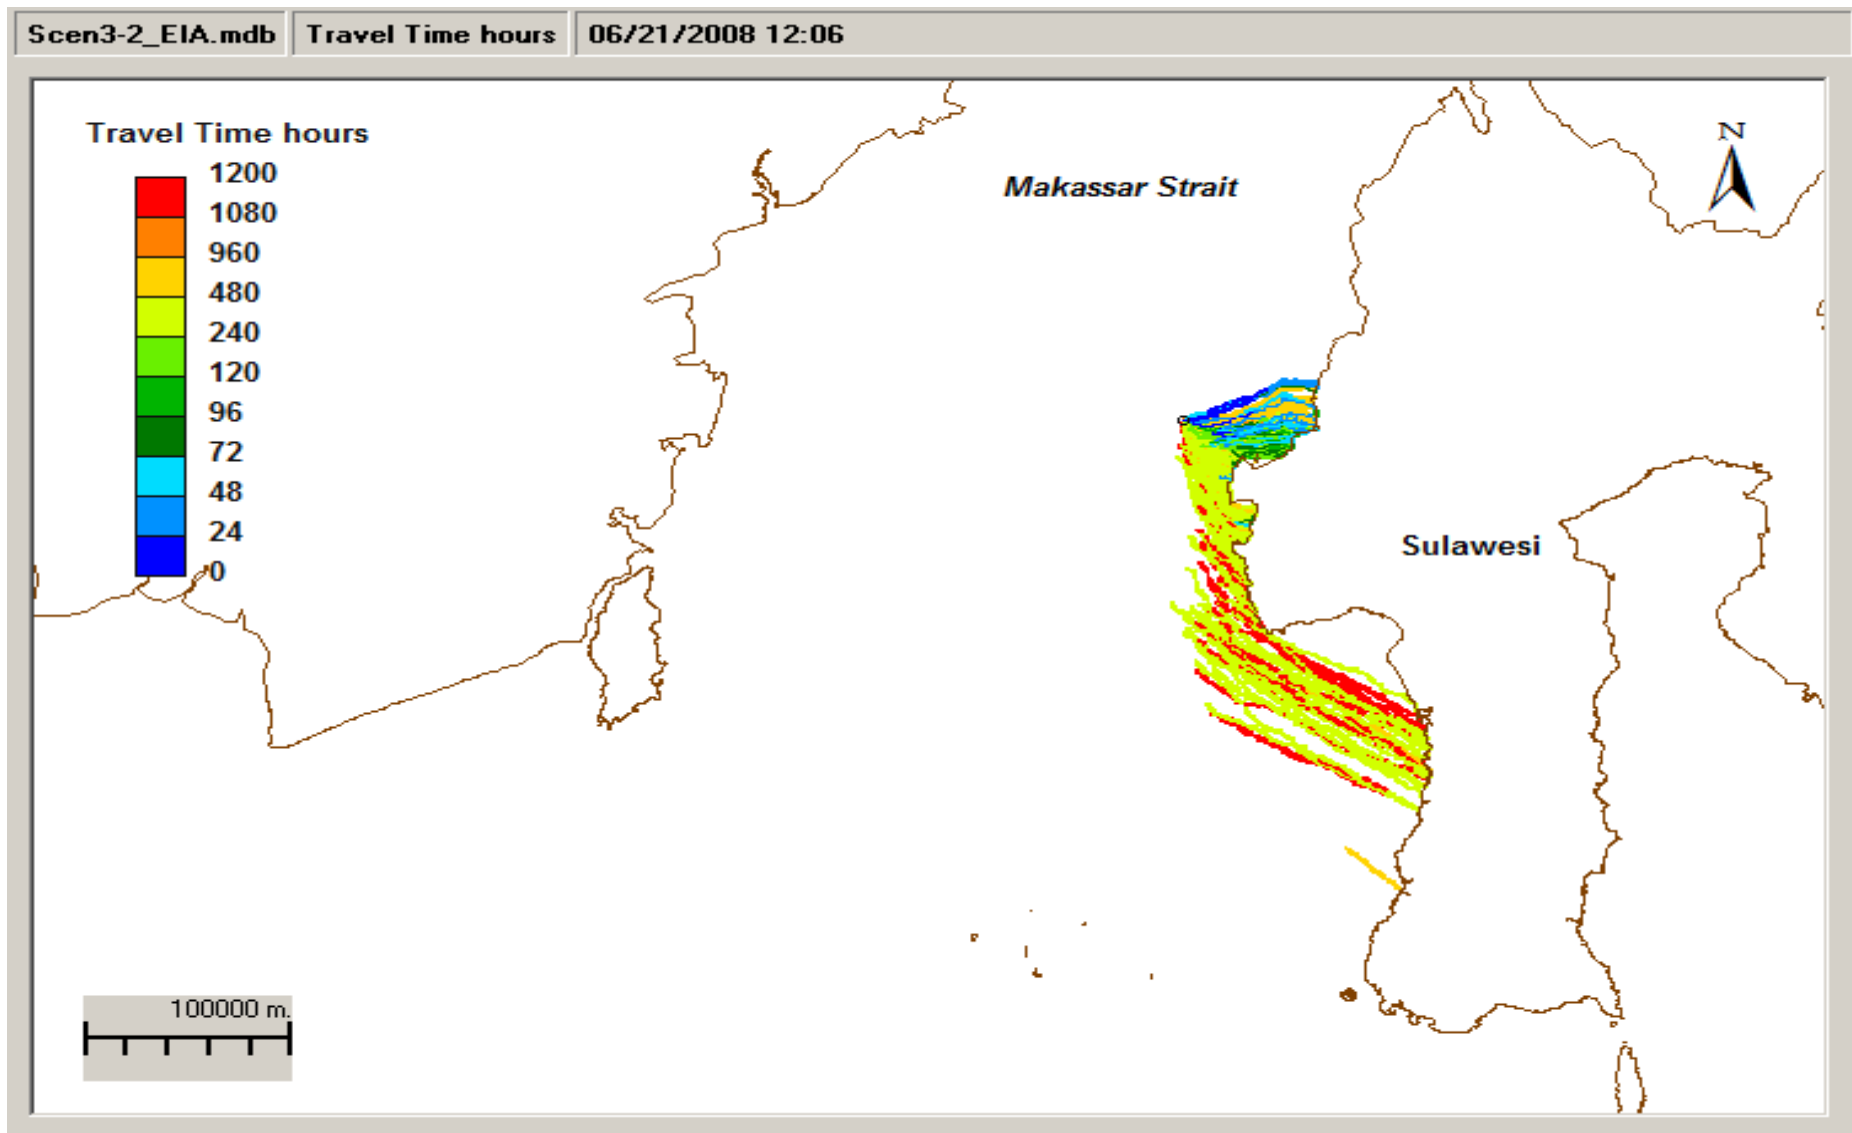 Scen3-2_EIA.mdb Travel Time hours 06/21/2008 12:06
Travel Time hours
1200
1080
960
480
240
120
96
72
48
24
0
Makassar Strait
N
Sulawesi
100000 m.